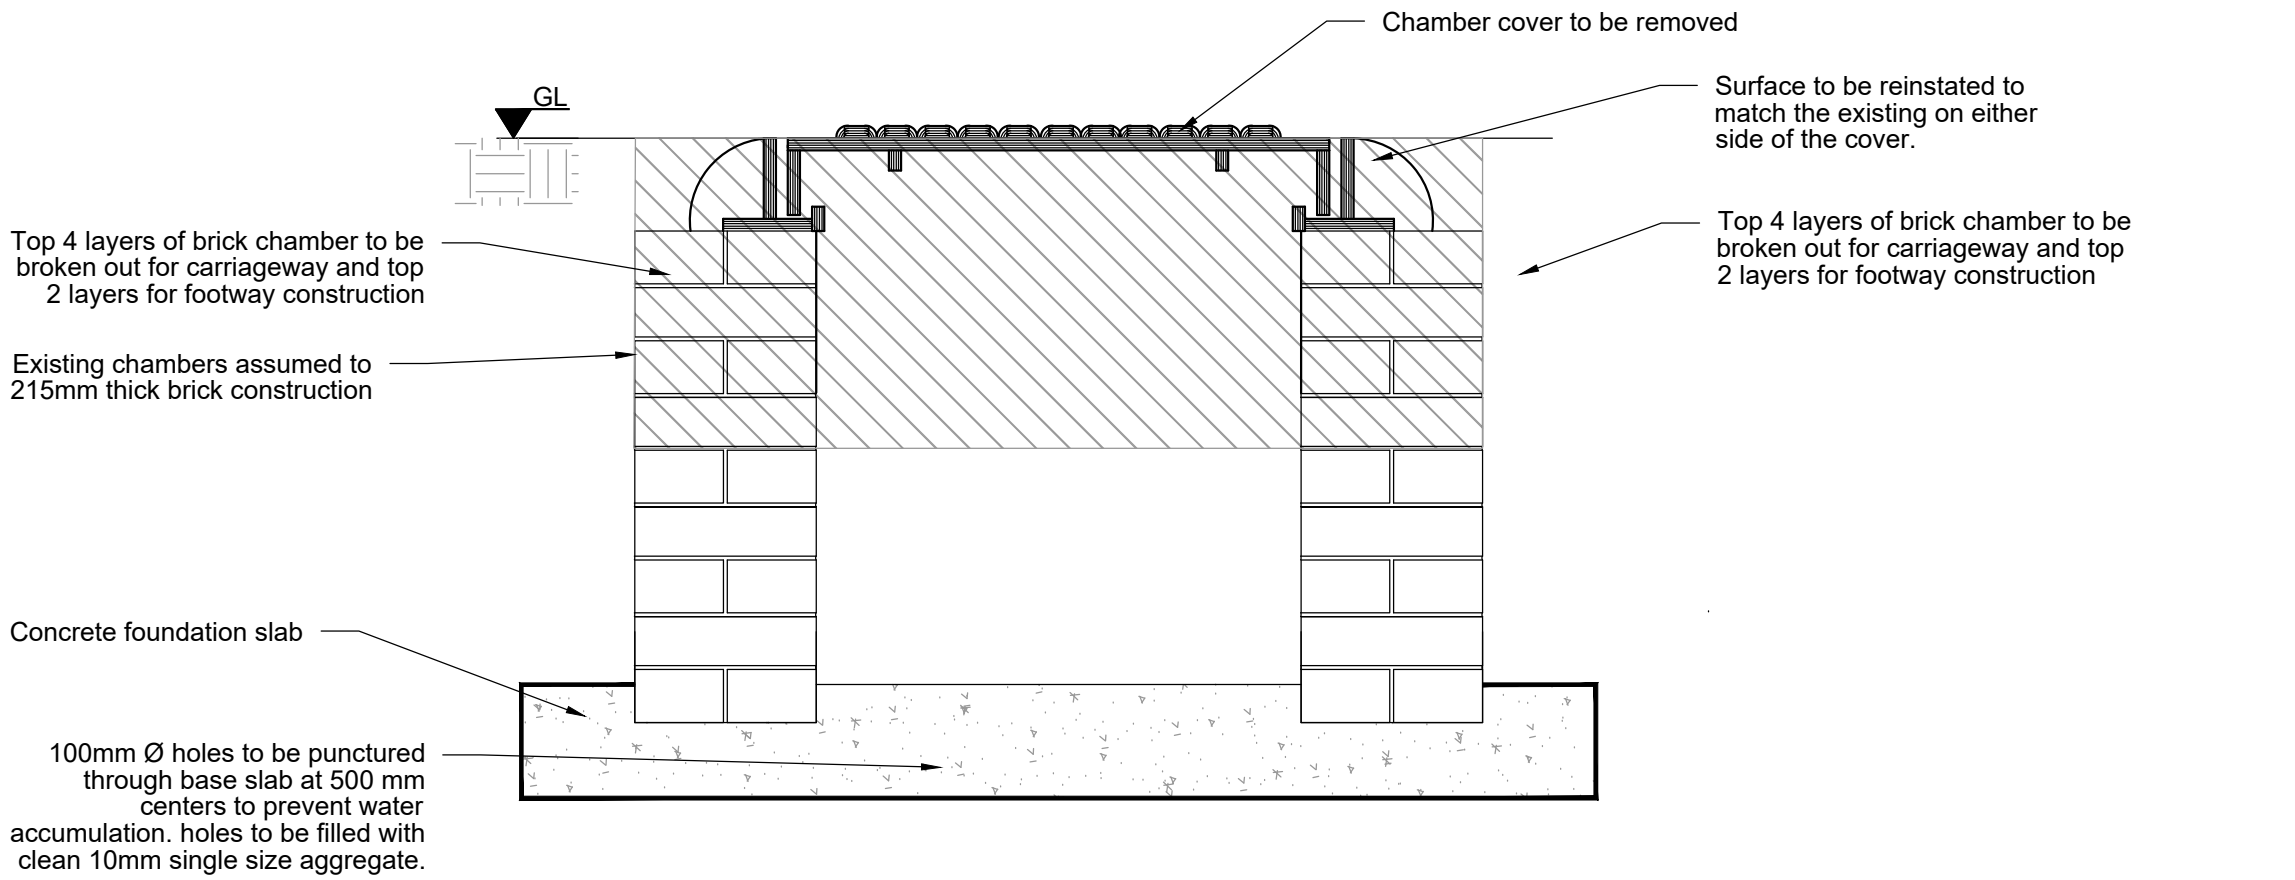 Chamber cover to be removed
GL
Surface to be reinstated to
match the existing on either
side of the cover.
Top 4 layers of brick chamber to be
broken out for carriageway and top
2 layers for footway construction
Top 4 layers of brick chamber to be
broken out for carriageway and top
2 layers for footway construction
Existing chambers assumed to
215mm thick brick construction
Concrete foundation slab
100mm Ø holes to be punctured
through base slab at 500 mm
centers to prevent water
accumulation. holes to be filled with
clean 10mm single size aggregate.